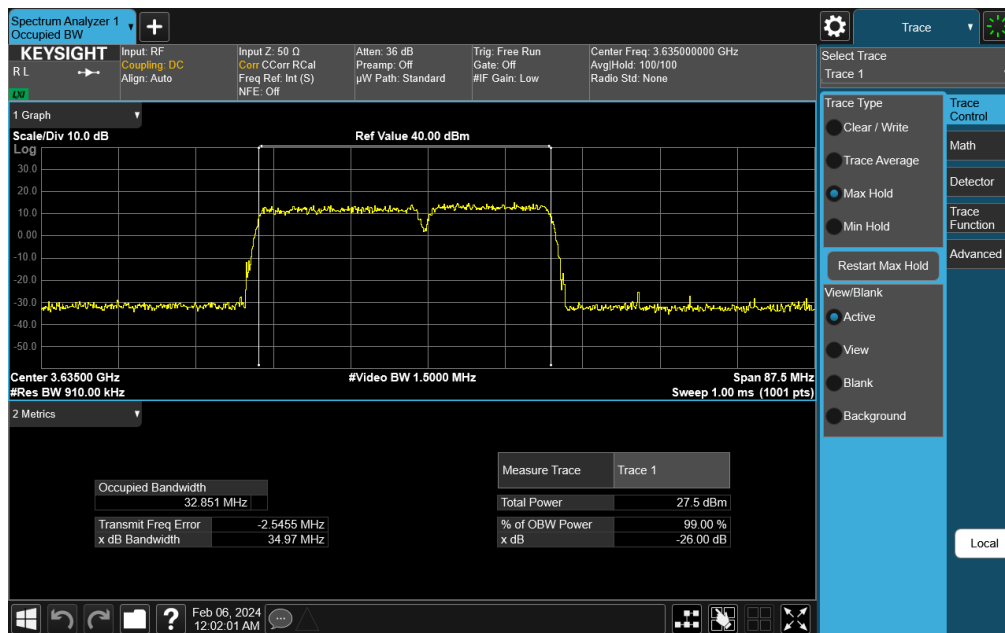 Spectrum Analyzer 1
Occupied BW
Trace
KEYSIGHT
R L
LXI
Input: RF
Coupling: DC
Align: Auto
Input Z: 50 Ω
Corr CCorr RCal
Freq Ref: Int (S)
NFE: Off
Atten: 36 dB
Preamp: Off
µW Path: Standard
Trig: Free Run
Gate: Off
#IF Gain: Low
Center Freq: 3.635000000 GHz
Avg|Hold: 100/100
Radio Std: None
Select Trace
Trace 1
1 Graph
Scale/Div 10.0 dB
Ref Value 40.00 dBm
Log
30.0
20.0
10.0
0.00
-10.0
-20.0
-30.0
-40.0
-50.0
Center 3.63500 GHz
#Video BW 1.5000 MHz
Span 87.5 MHz
#Res BW 910.00 kHz
Sweep 1.00 ms (1001 pts)
Trace Type
Clear / Write
Trace Average
Max Hold
Min Hold
Restart Max Hold
View/Blank
Active
View
Blank
Background
Trace
Control
Math
Detector
Trace
Function
Advanced
2 Metrics
Occupied Bandwidth
32.851 MHz
Transmit Freq Error -2.5455 MHz
x dB Bandwidth 34.97 MHz
Measure Trace Trace 1
Total Power 27.5 dBm
% of OBW Power 99.00 %
x dB -26.00 dB
Local
?
Feb 06, 2024
12:02:01 AM